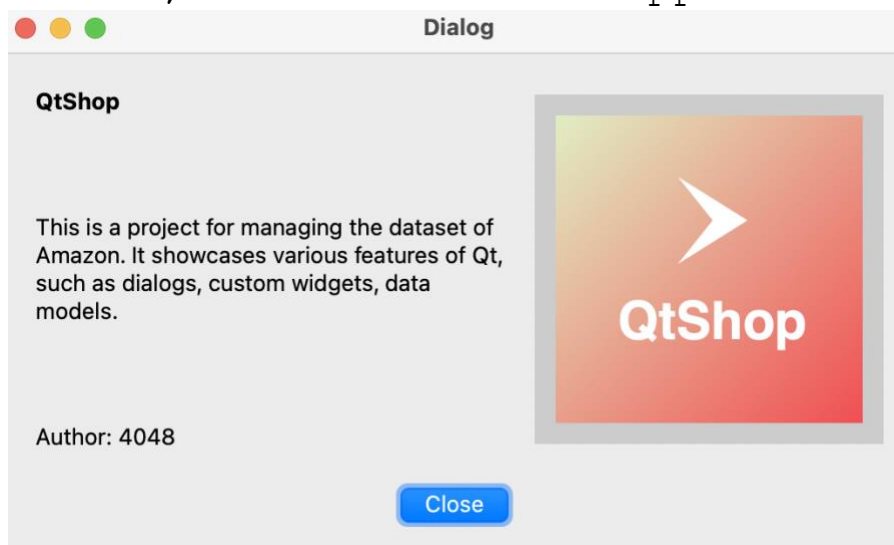 Dialog
QtShop
This is a project for managing the dataset of
Amazon. It showcases various features of Qt,
such as dialogs, custom widgets, data
models.
QtShop
Author: 4048
Close